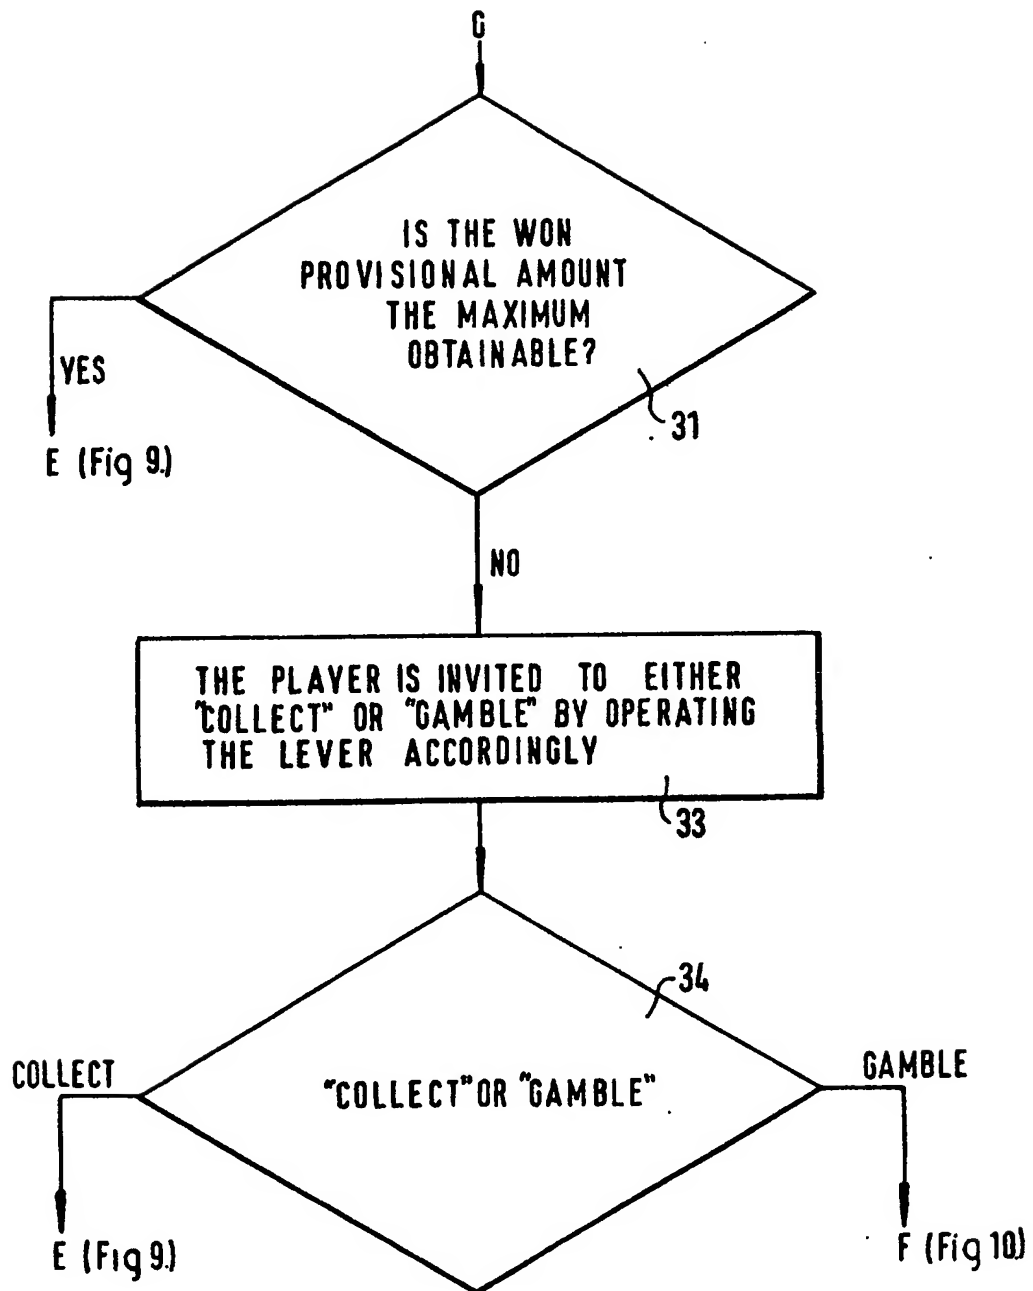 G
IS THE WON
PROVISIONAL AMOUNT
THE MAXIMUM
OBTAINABLE?
31
YES
E (Fig 9.)
NO
THE PLAYER IS INVITED TO EITHER
"COLLECT" OR "GAMBLE" BY OPERATING
THE LEVER ACCORDINGLY
33
34
COLLECT
"COLLECT" OR "GAMBLE"
GAMBLE
E (Fig 9.)
F (Fig 10.)